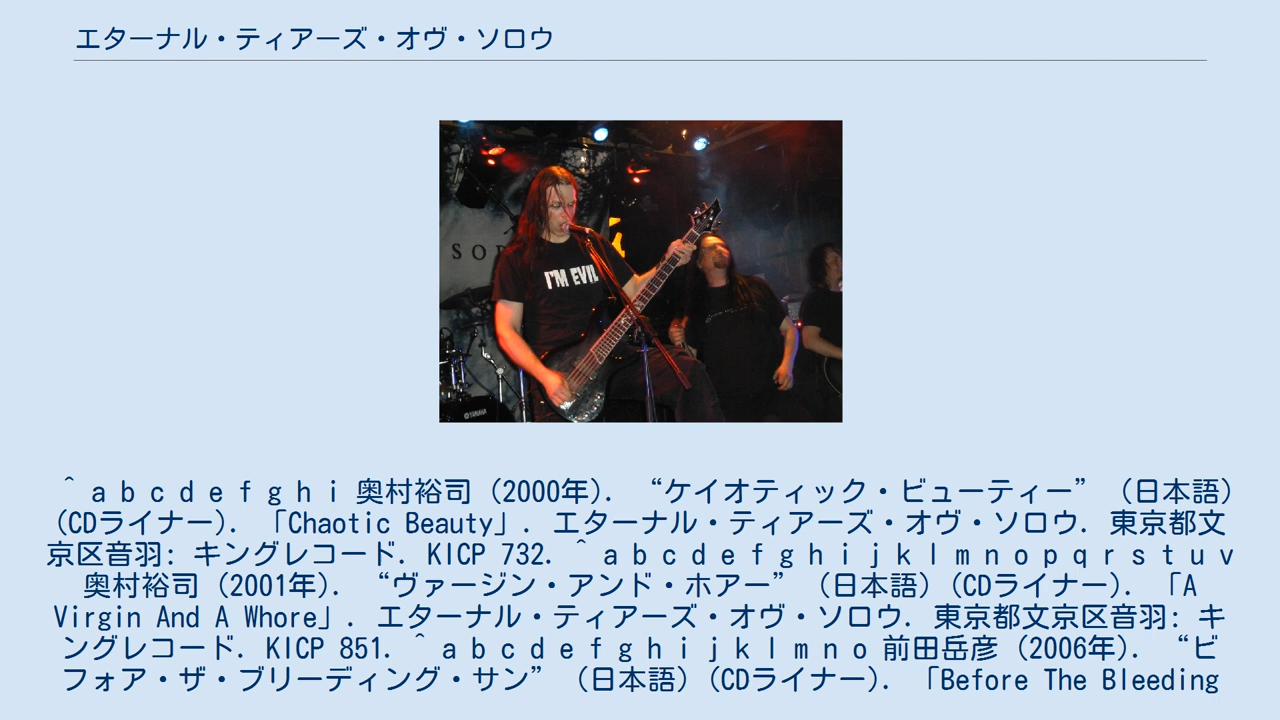 エターナル・ティアーズ・オヴ・ソロウ
SOR
I'M EVIL
YAMAHA
^ a b c d e f g h i 奥村裕司（2000年）. “ケイオティック・ビューティー” （日本語）
(CDライナー). 「Chaotic Beauty」. エターナル・ティアーズ・オヴ・ソロウ. 東京都文
京区音羽: キングレコード. KICP 732. ^ a b c d e f g h i j k l m n o p q r s t u v
奥村裕司（2001年）. “ヴァージン・アンド・ホアー” （日本語）(CDライナー). 「A
Virgin And A Whore」. エターナル・ティアーズ・オヴ・ソロウ. 東京都文京区音羽: キ
ングレコード. KICP 851. ^ a b c d e f g h i j k l m n o 前田岳彦（2006年）. “ビ
フォア・ザ・ブリーディング・サン” （日本語）(CDライナー). 「Before The Bleeding